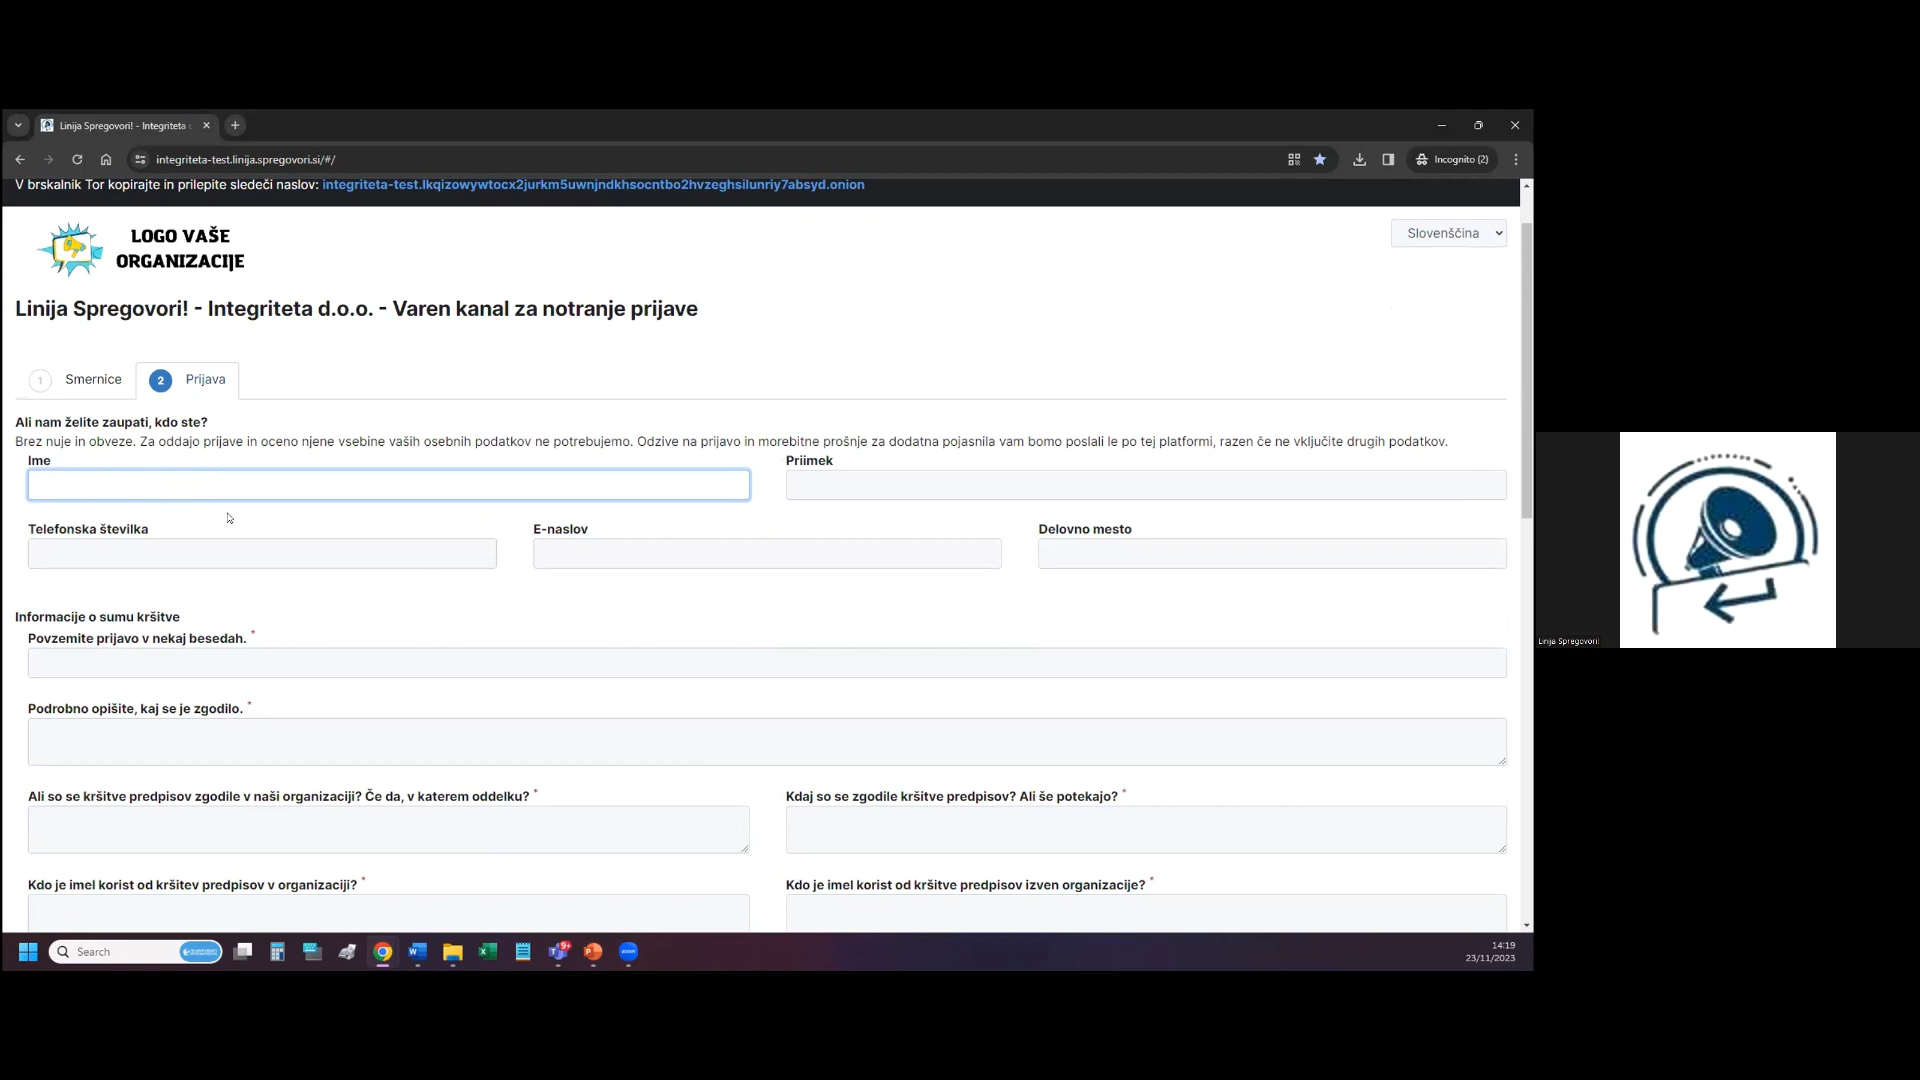 Linija Spregovori! - Integriteta
integriteta-test.linija.spregovori.si/#/
Incognito (2)
V brskalnik Tor kopirajte in prilepite sledeči naslov: integriteta-test.lkqizowywtocx2jurkm5uwnjndkhsocntbo2hvzeghsilunriy7absyd.onion
LOGO VAŠE
ORGANIZACIJE
Slovenščina
Linija Spregovori! - Integriteta d.o.o. - Varen kanal za notranje prijave
1 Smernice
2 Prijava
Ali nam želite zaupati, kdo ste?
Brez nuje in obveze. Za oddajo prijave in oceno njene vsebine vaših osebnih podatkov ne potrebujemo. Odzive na prijavo in morebitne prošnje za dodatna pojasnila vam bomo poslali le po tej platformi, razen če ne vključite drugih podatkov.
Ime
Priimek
Telefonska številka
E-naslov
Delovno mesto
Informacije o sumu kršitve
Povzemite prijavo v nekaj besedah. *
Podrobno opišite, kaj se je zgodilo. *
Ali so se kršitve predpisov zgodile v naši organizaciji? Če da, v katerem oddelku? *
Kdaj so se zgodile kršitve predpisov? Ali še potekajo? *
Kdo je imel korist od kršitev predpisov v organizaciji? *
Kdo je imel korist od kršitve predpisov izven organizacije? *
Linija Spregovori!
Search
9+
zoom
14:19
23/11/2023